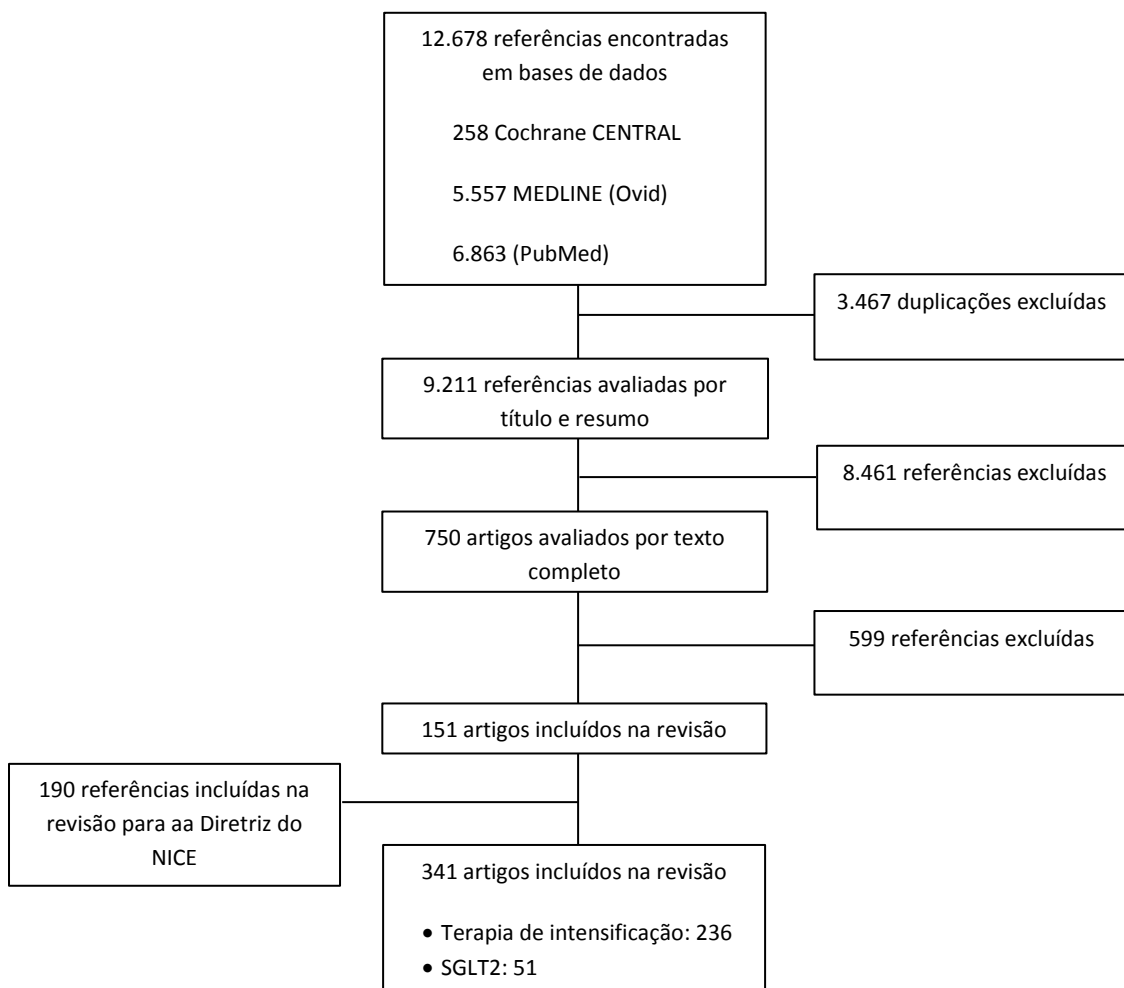 12.678 referências encontradas
em bases de dados
258 Cochrane CENTRAL
5.557 MEDLINE (Ovid)
6.863 (PubMed)
3.467 duplicações excluídas
9.211 referências avaliadas por
título e resumo
8.461 referências excluídas
750 artigos avaliados por texto
completo
599 referências excluídas
151 artigos incluídos na revisão
190 referências incluídas na
revisão para aa Diretriz do
NICE
341 artigos incluídos na revisão
• Terapia de intensificação: 236
• SGLT2: 51